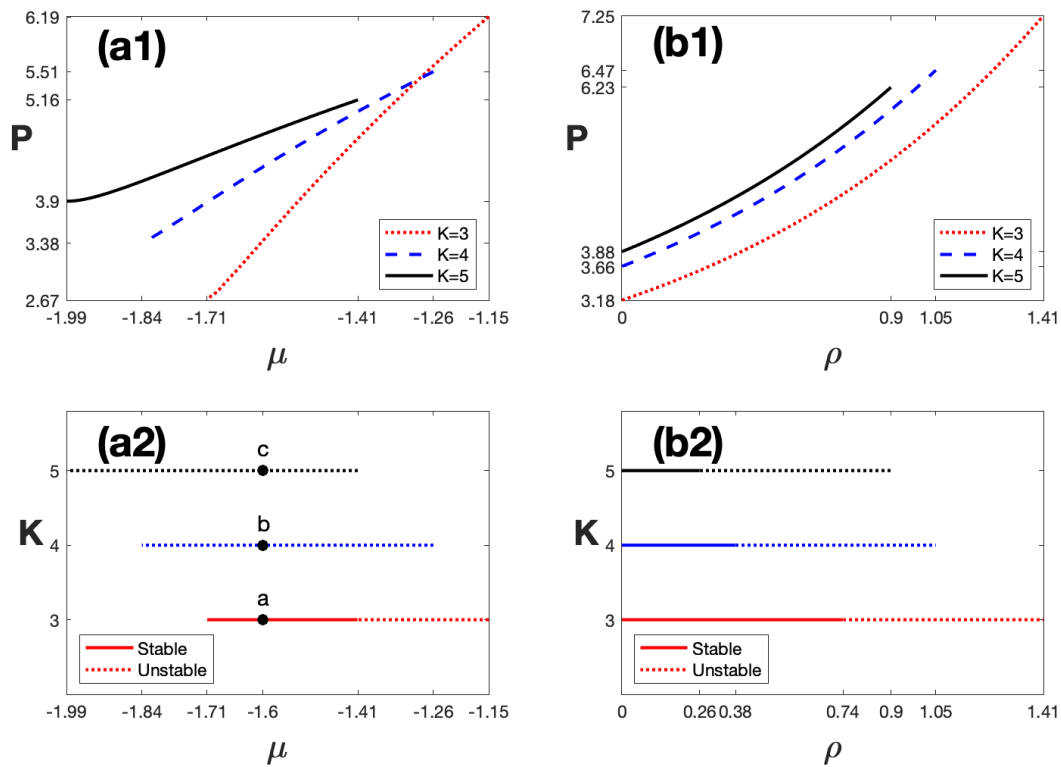 (a1)
6.19
5.51
5.16
P
3.9
3.38
2.67
K=3
K=4
K=5
-1.99 -1.84 -1.71 -1.41 -1.26 -1.15
μ
(b1)
7.25
6.47
6.23
P
3.88
3.66
3.18
K=3
K=4
K=5
0 0.9 1.05 1.41
ρ
(a2)
c
5
b
K 4
a
3
Stable
Unstable
-1.99 -1.84 -1.71 -1.6 -1.41 -1.26 -1.15
μ
(b2)
5
K 4
3
Stable
Unstable
0 0.26 0.38 0.74 0.9 1.05 1.41
ρ